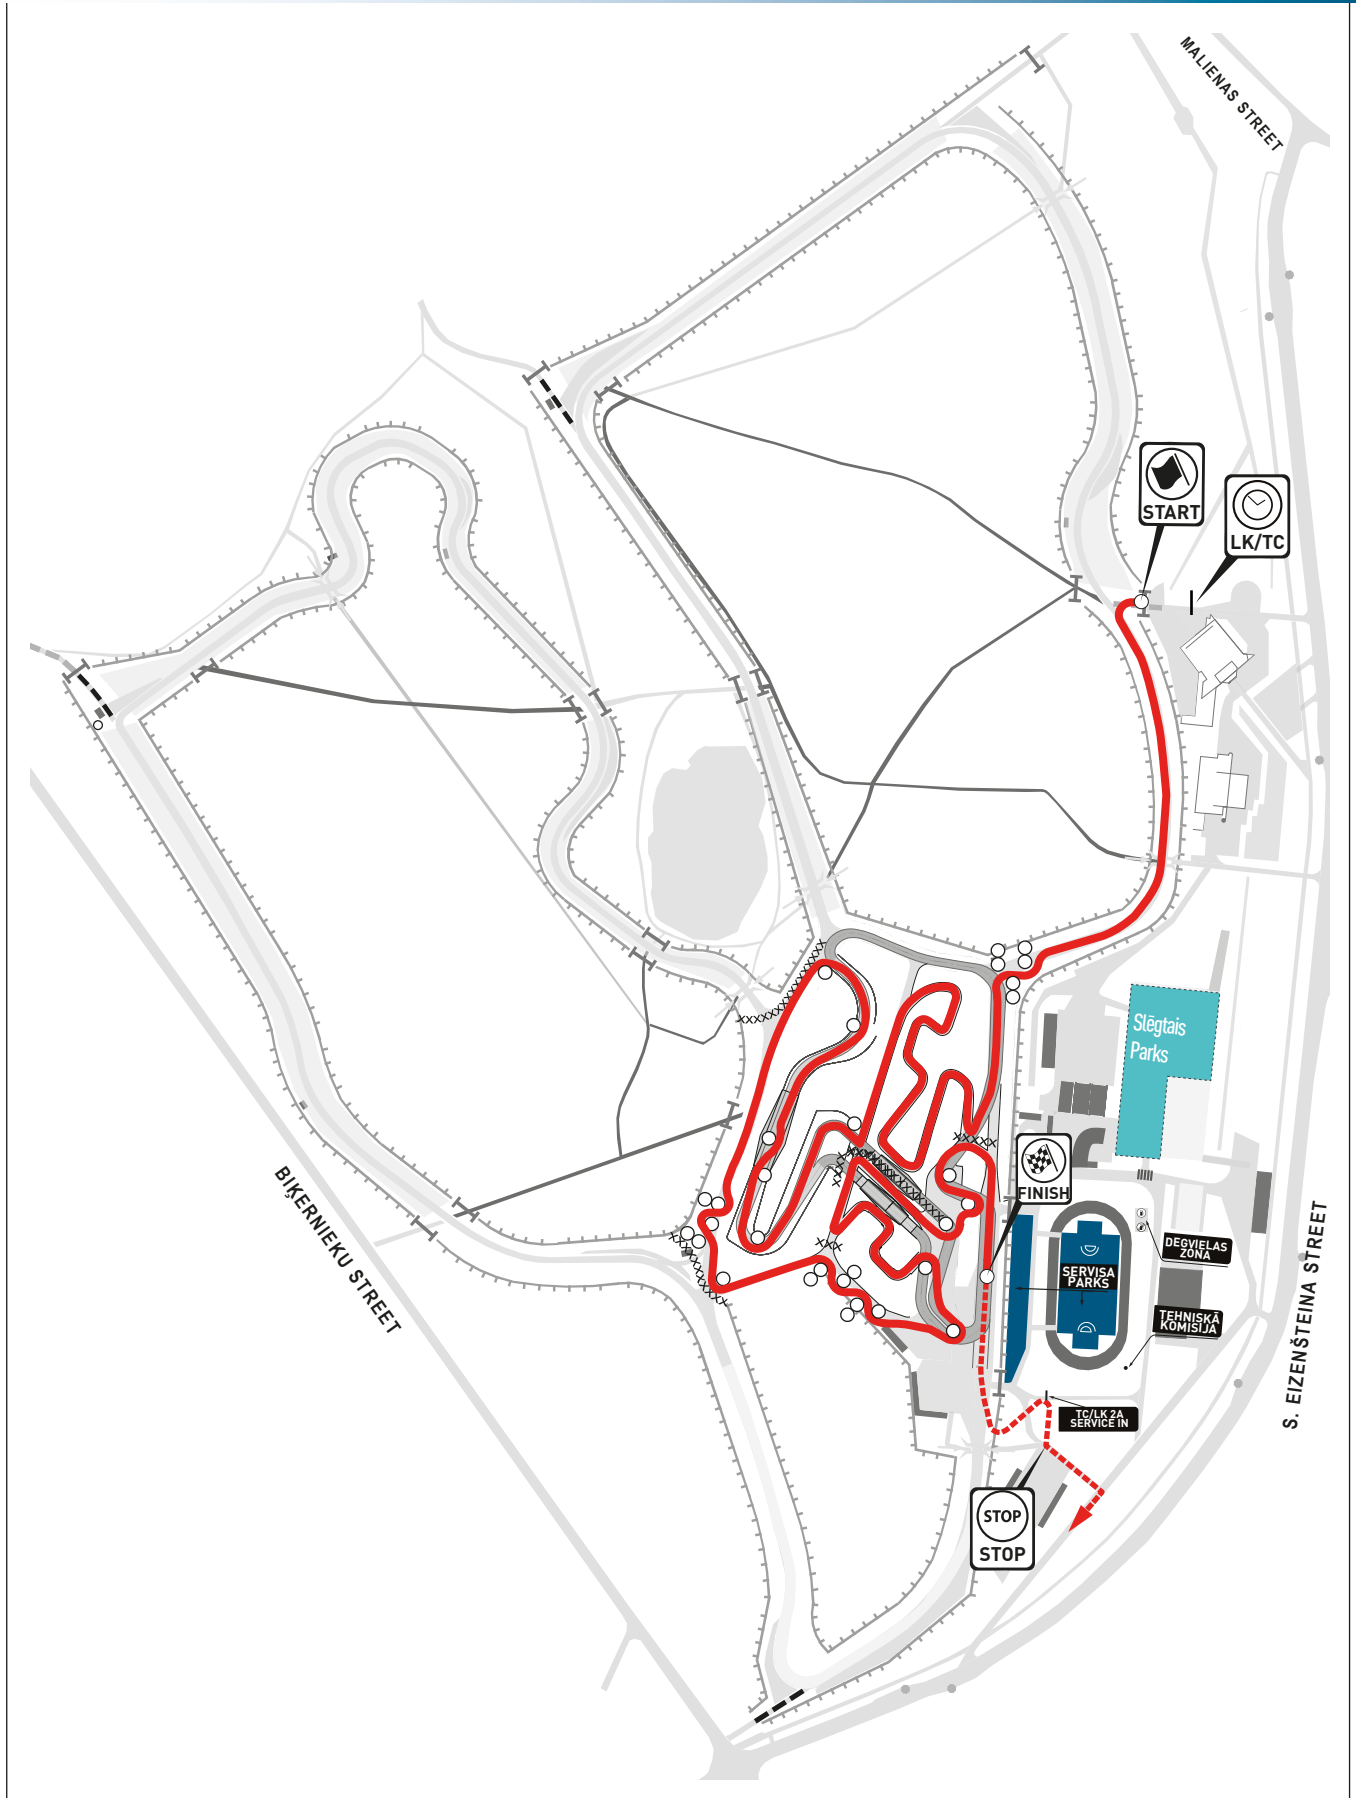 MALIENAS STREET
START
LK/TC
Slēgtais
Parks
FINISH
DEGVIELAS
ZONA
SERVISA
PARKS
TEHNISKĀ
KOMISIJA
TC/LK 2A
SERVICE IN
STOP
STOP
BIĶERNIEKU STREET
S. EIZENŠTEINA STREET